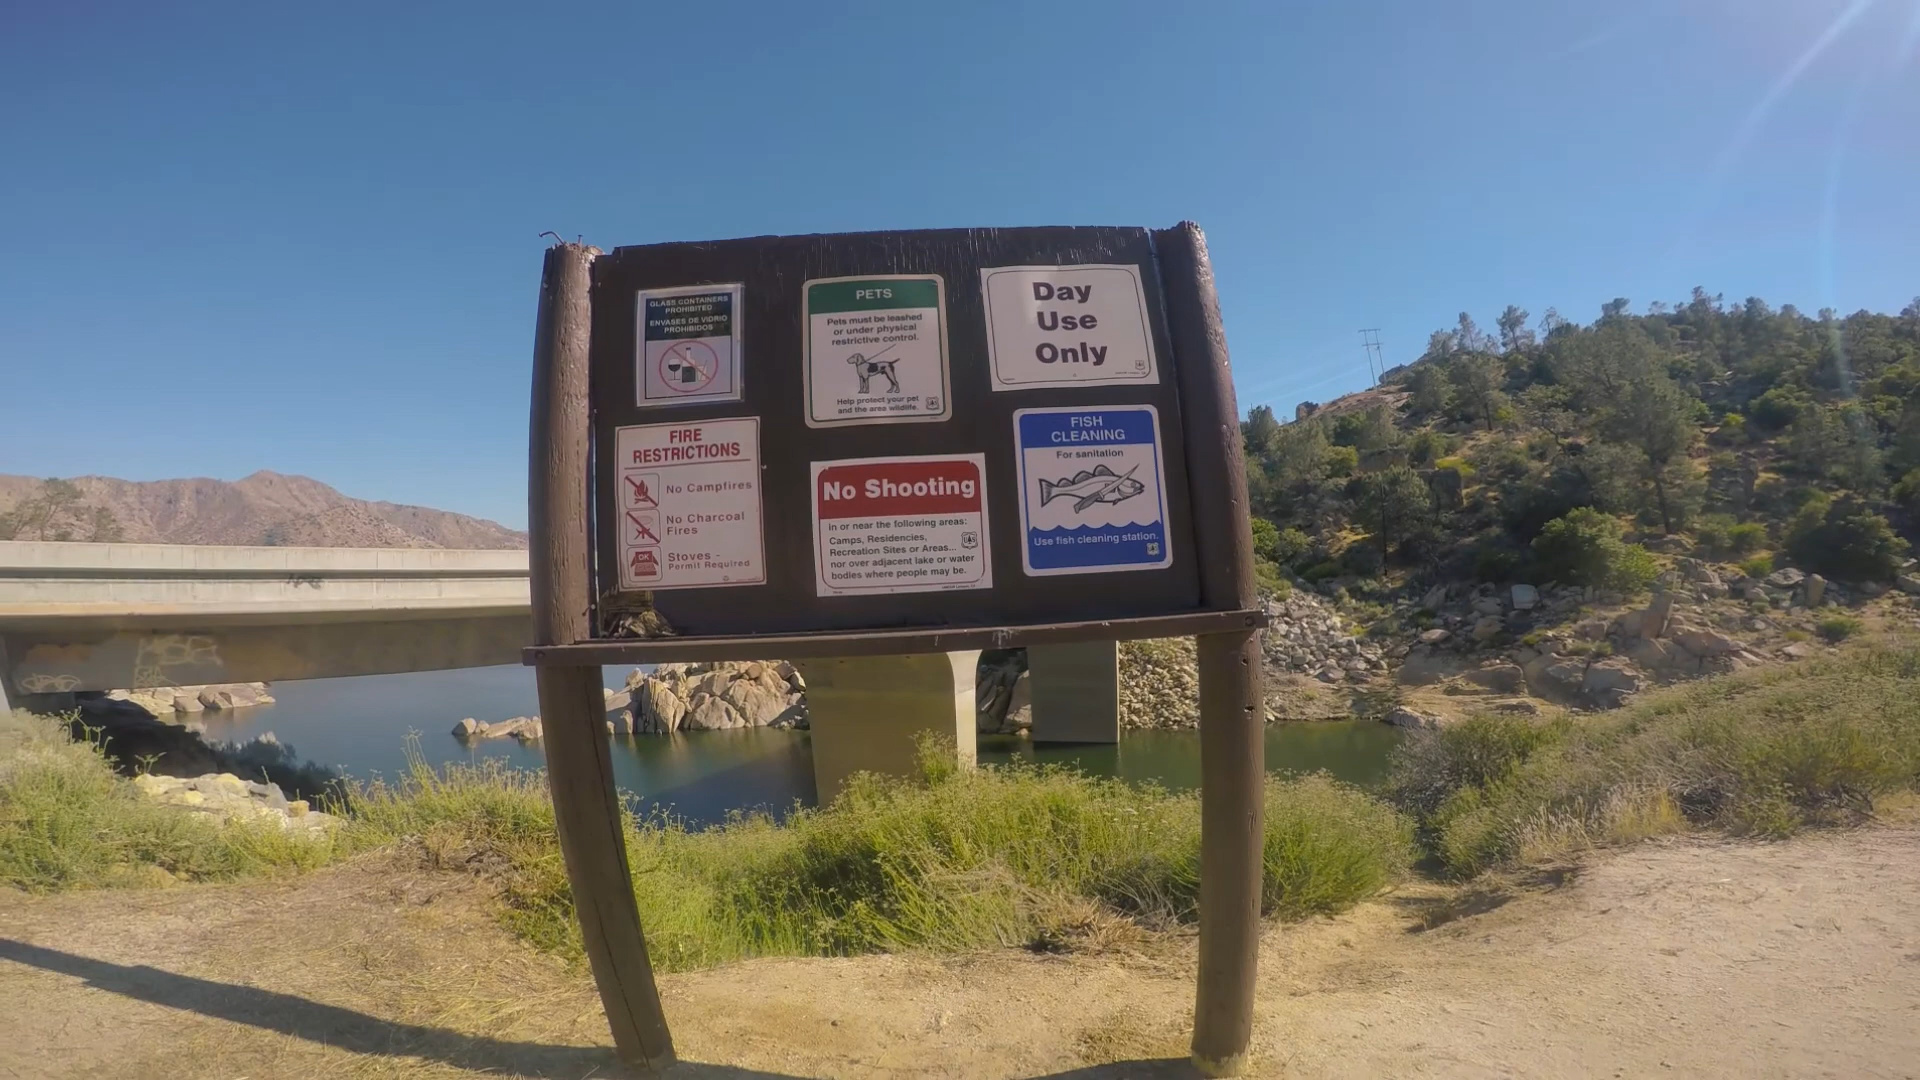 GLASS CONTAINERS
PROHIBITED
ENVASES DE VIDRIO
PROHIBIDOS
PETS
Pets must be leashed
or under physical
restrictive control.
Help protect your pet
and the area wildlife.
Day
Use
Only
FIRE
RESTRICTIONS
No Campfires
No Charcoal
Fires
OK
Stoves -
Permit Required
No Shooting
in or near the following areas:
Camps, Residencies,
Recreation Sites or Areas...
nor over adjacent lake or water
bodies where people may be.
FISH
CLEANING
For sanitation
Use fish cleaning station.